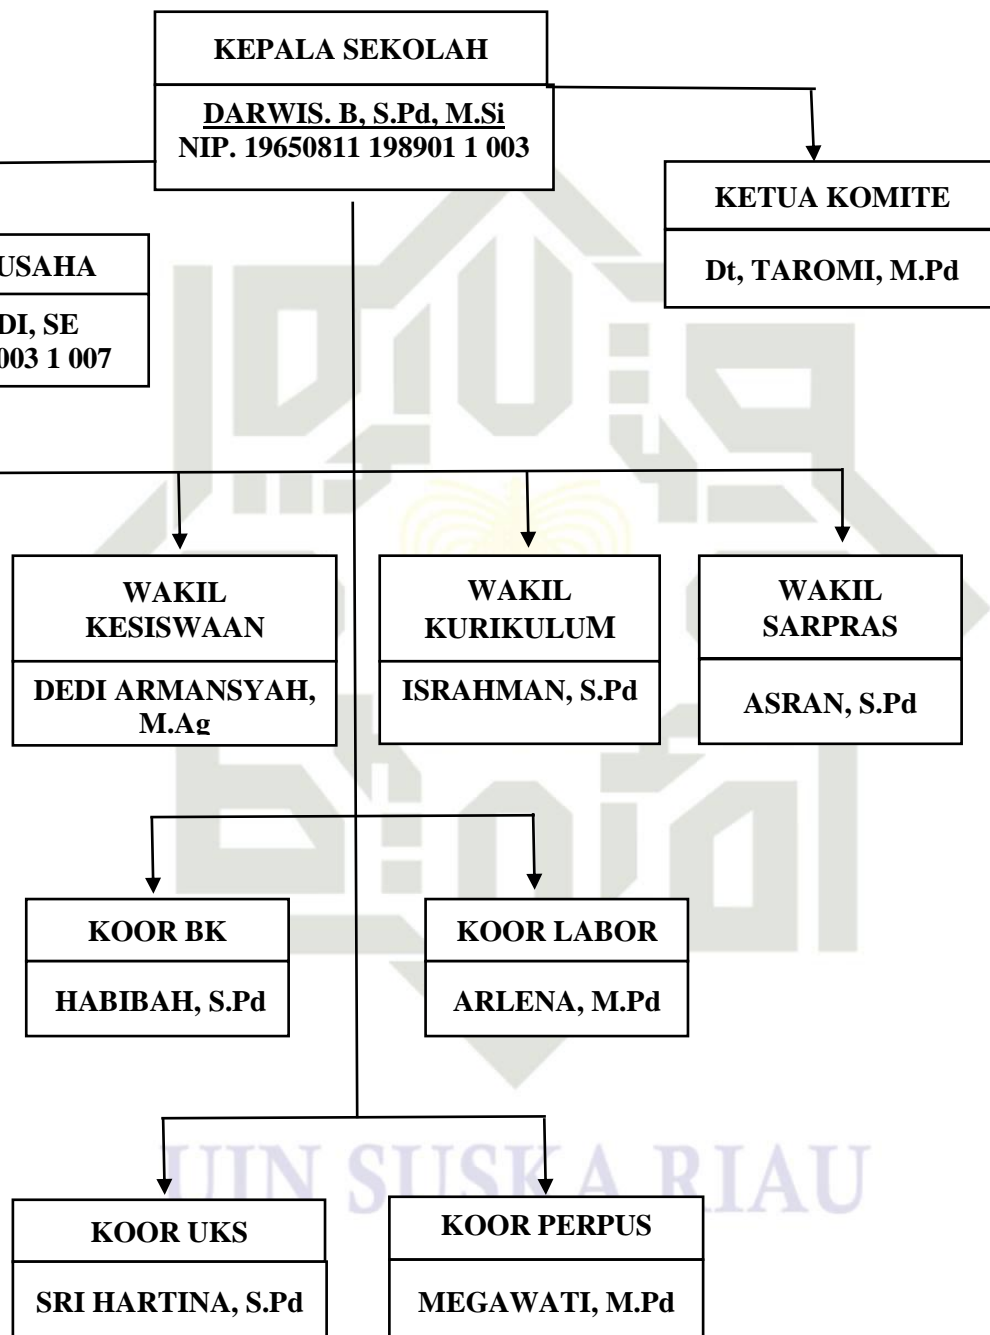 KEPALA SEKOLAH
DARWIS. B, S.Pd, M.Si
NIP. 19650811 198901 1 003
KETUA KOMITE
Dt, TAROMI, M.Pd
USAHA
DI, SE
003 1 007
WAKIL
KESISWAAN
DEDI ARMANSYAH,
M.Ag
WAKIL
KURIKULUM
ISRAHMAN, S.Pd
WAKIL
SARPRAS
ASRAN, S.Pd
KOOR BK
HABIBAH, S.Pd
KOOR LABOR
ARLENA, M.Pd
UIN SUSKA RIAU
KOOR UKS
SRI HARTINA, S.Pd
KOOR PERPUS
MEGAWATI, M.Pd